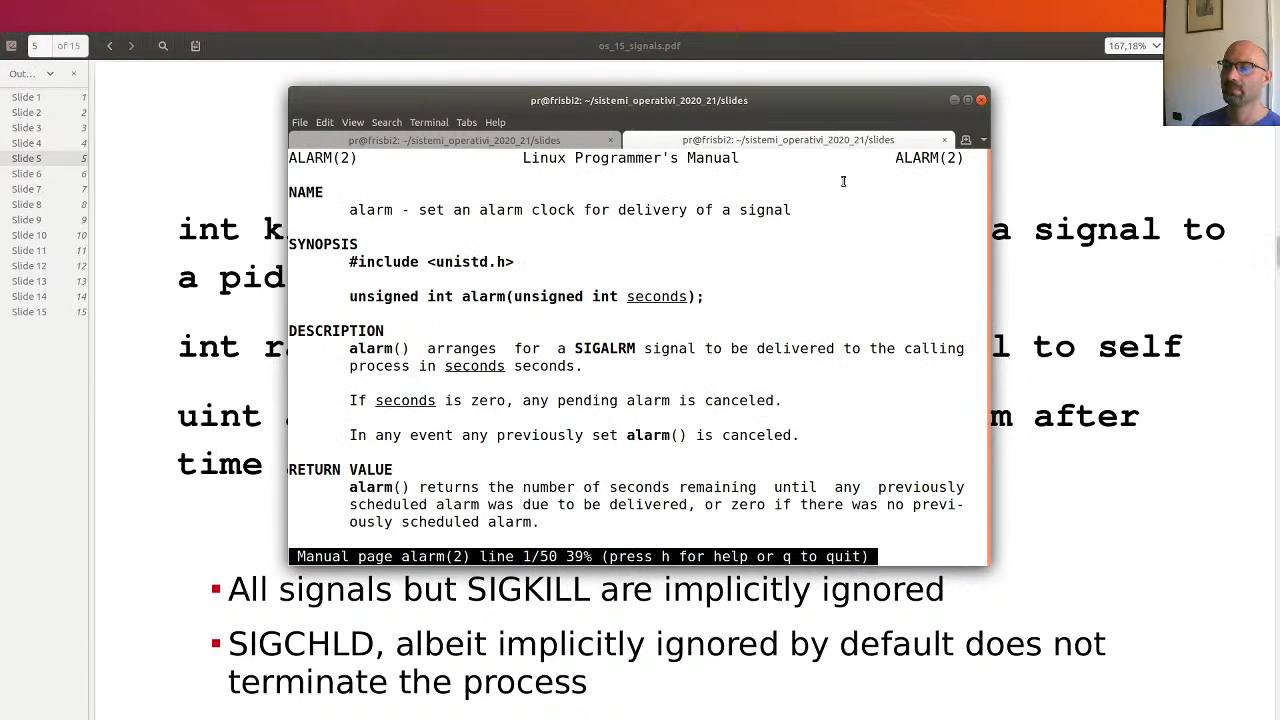 5 of 15
os_15_signals.pdf
167,18%
Out...
Slide 1 1
Slide 2 2
Slide 3 3
Slide 4 4
Slide 5 5
Slide 6 6
Slide 7 7
Slide 8 8
Slide 9 9
Slide 10 10
Slide 11 11
Slide 12 12
Slide 13 13
Slide 14 14
Slide 15 15
pr@frisbi2: ~/sistemi_operativi_2020_21/slides
File Edit View Search Terminal Tabs Help
pr@frisbi2: ~/sistemi_operativi_2020_21/slides
pr@frisbi2: ~/sistemi_operativi_2020_21/slides
ALARM(2) Linux Programmer's Manual ALARM(2)
NAME
alarm - set an alarm clock for delivery of a signal
SYNOPSIS
#include <unistd.h>
unsigned int alarm(unsigned int seconds);
DESCRIPTION
alarm() arranges for a SIGALRM signal to be delivered to the calling
process in seconds seconds.
If seconds is zero, any pending alarm is canceled.
In any event any previously set alarm() is canceled.
RETURN VALUE
alarm() returns the number of seconds remaining until any previously
scheduled alarm was due to be delivered, or zero if there was no previ-
ously scheduled alarm.
Manual page alarm(2) line 1/50 39% (press h for help or q to quit)
int k a signal to
a pid
int ra l to self
uint m after
time
All signals but SIGKILL are implicitly ignored
SIGCHLD, albeit implicitly ignored by default does not
terminate the process